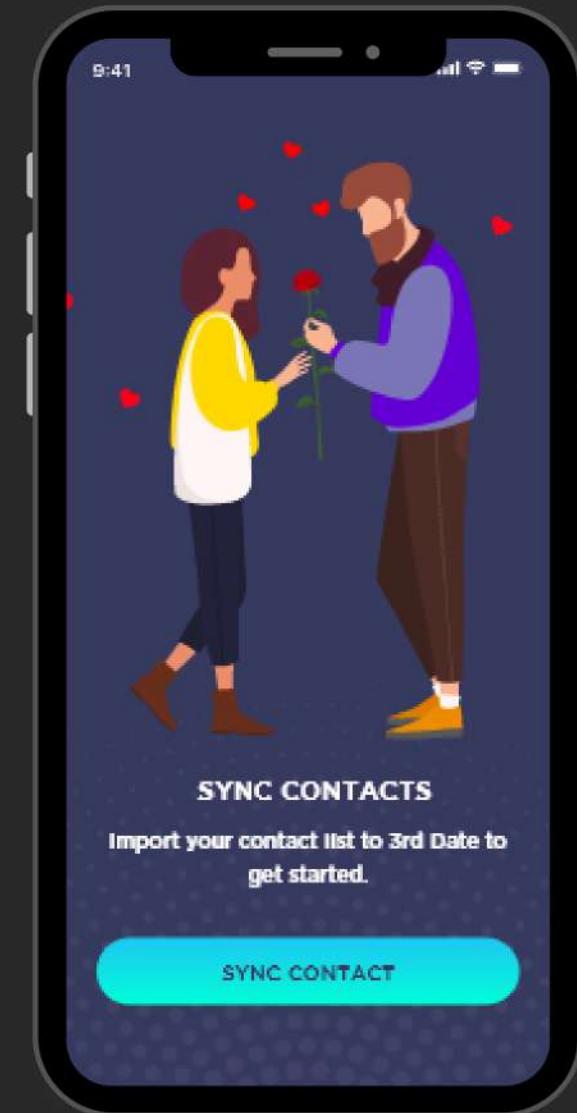 9:41
SYNC CONTACTS
Import your contact list to 3rd Date to
get started.
SYNC CONTACT